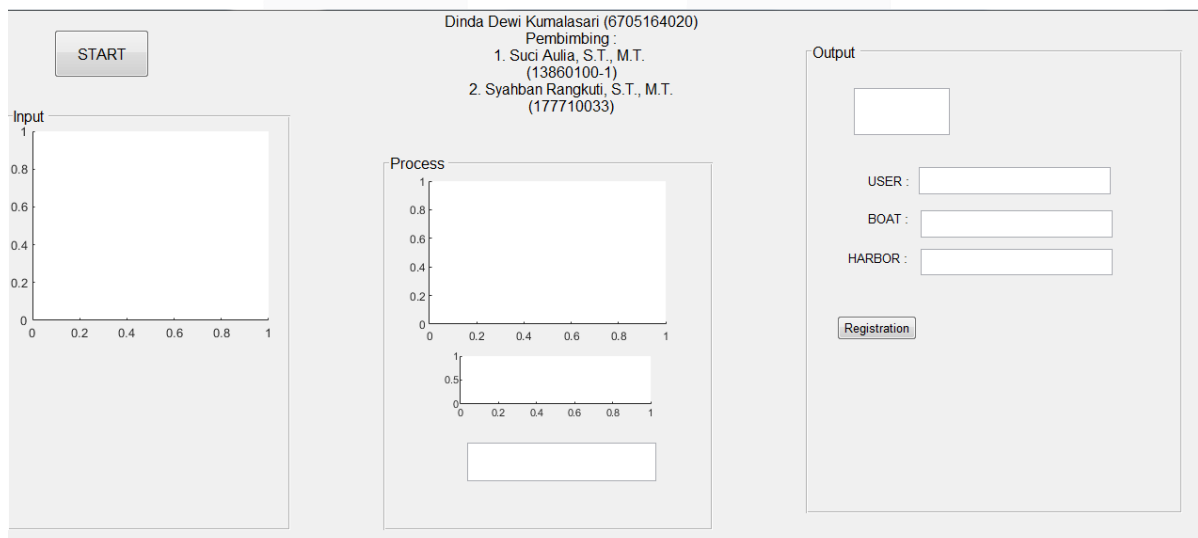 START
Dinda Dewi Kumalasari (6705164020)
Pembimbing :
1. Suci Aulia, S.T., M.T.
(13860100-1)
2. Syahban Rangkuti, S.T., M.T.
(177710033)
Input
1
0.8
0.6
0.4
0.2
0
0 0.2 0.4 0.6 0.8 1
Process
1
0.8
0.6
0.4
0.2
0
0 0.2 0.4 0.6 0.8 1
1
0.5
0
0 0.2 0.4 0.6 0.8 1
Output
USER :
BOAT :
HARBOR :
Registration